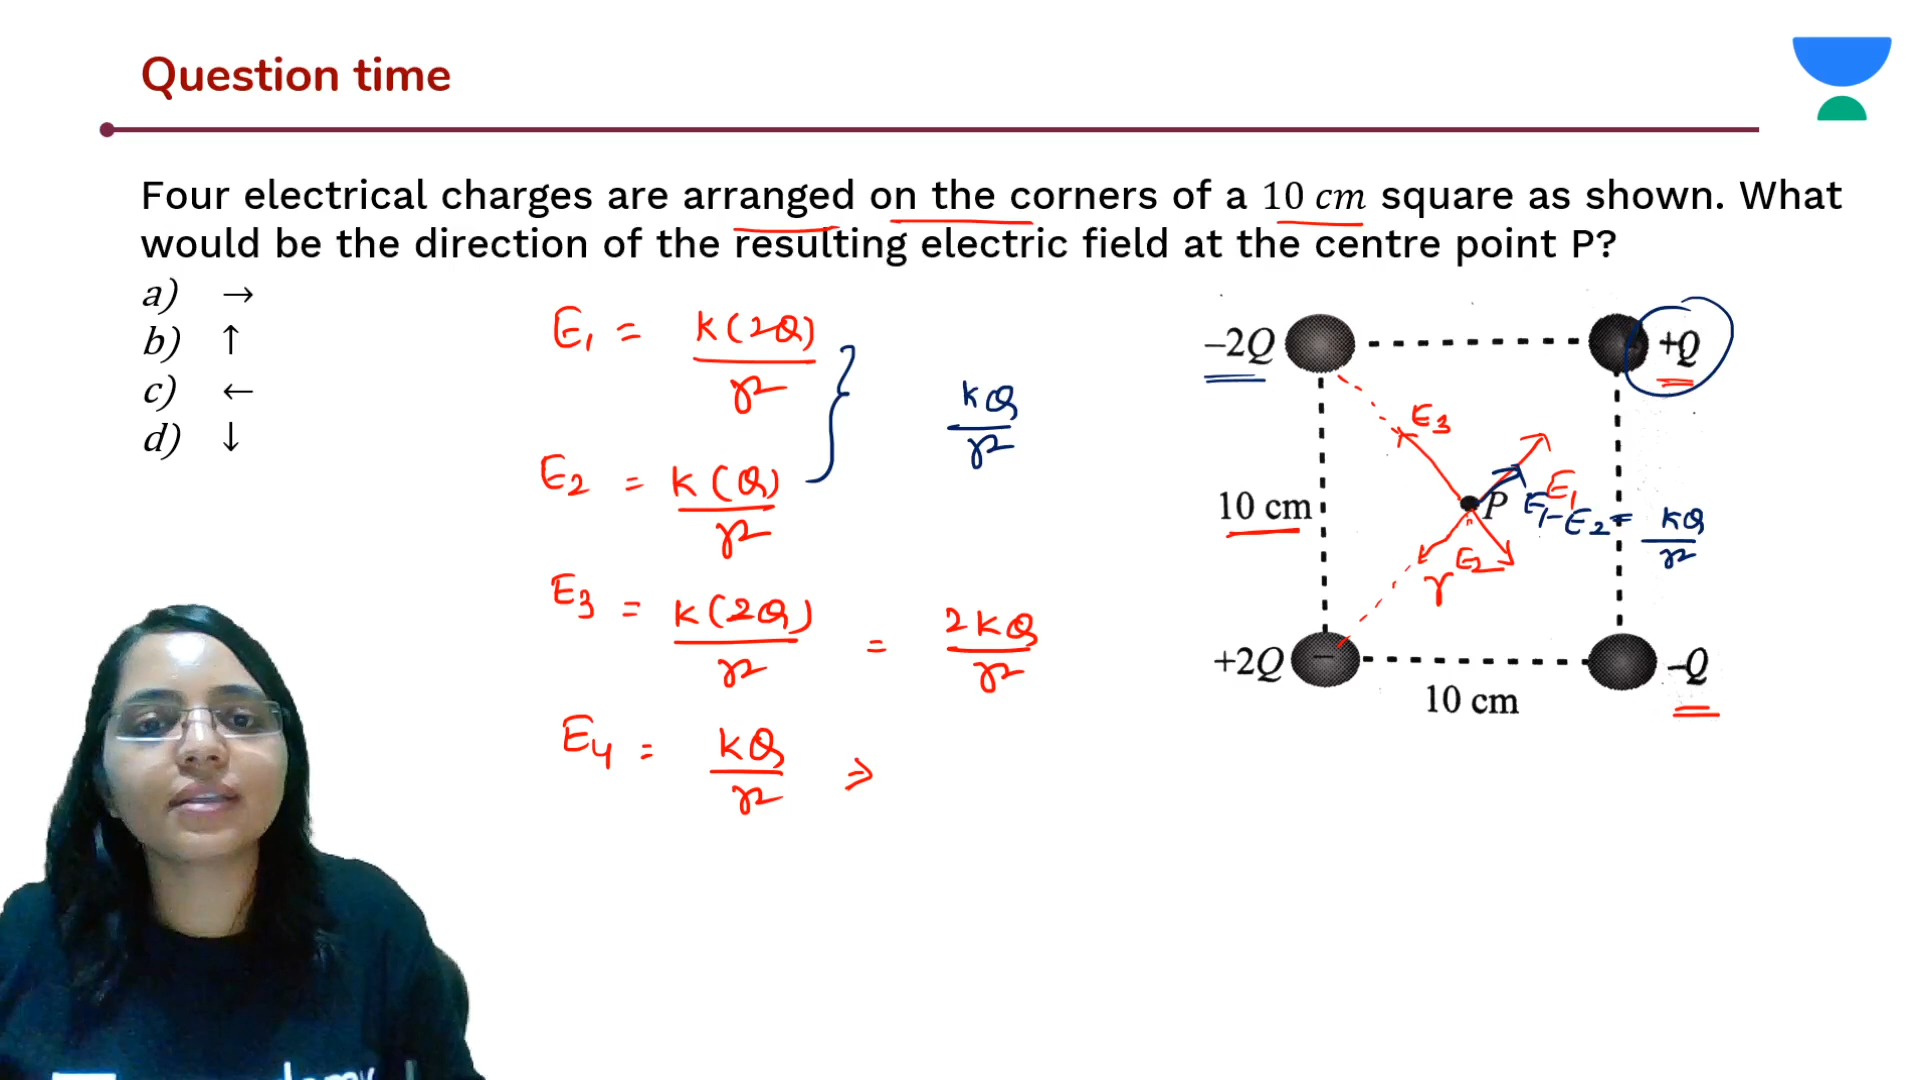 Question time
Four electrical charges are arranged on the corners of a 10 cm square as shown. What
would be the direction of the resulting electric field at the centre point P?
a) →
b) ↑
c) ←
d) ↓
E₁ = k(2Q)/r²
E₂ = k(Q)/r²
kQ/r²
E₃ = k(2Q)/r² = 2kQ/r²
E₄ = kQ/r² ⇒
−2Q
+Q
E₃
10 cm
P
E₁
E₁−E₂ = kQ/r²
E₂
r
+2Q
−Q
10 cm